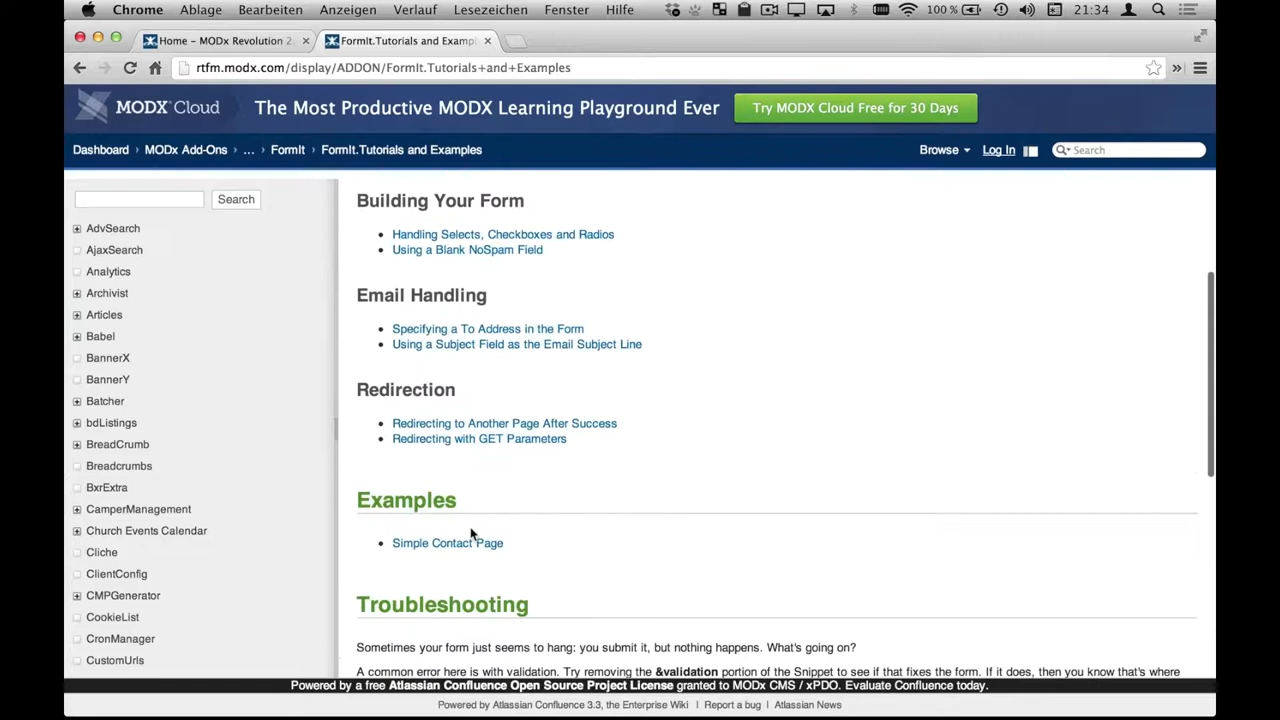 Chrome Ablage Bearbeiten Anzeigen Verlauf Lesezeichen Fenster Hilfe 100 % 21:34
Home – MODx Revolution 2. FormIt.Tutorials and Exampl
rtfm.modx.com/display/ADDON/FormIt.Tutorials+and+Examples
MODX Cloud The Most Productive MODX Learning Playground Ever Try MODX Cloud Free for 30 Days
Dashboard › MODx Add-Ons › ... › FormIt › FormIt.Tutorials and Examples Browse Log In Search
Search
AdvSearch
AjaxSearch
Analytics
Archivist
Articles
Babel
BannerX
BannerY
Batcher
bdListings
BreadCrumb
Breadcrumbs
BxrExtra
CamperManagement
Church Events Calendar
Cliche
ClientConfig
CMPGenerator
CookieList
CronManager
CustomUrls
Building Your Form
• Handling Selects, Checkboxes and Radios
• Using a Blank NoSpam Field
Email Handling
• Specifying a To Address in the Form
• Using a Subject Field as the Email Subject Line
Redirection
• Redirecting to Another Page After Success
• Redirecting with GET Parameters
Examples
• Simple Contact Page
Troubleshooting
Sometimes your form just seems to hang: you submit it, but nothing happens. What's going on?
A common error here is with validation. Try removing the &validation portion of the Snippet to see if that fixes the form. If it does, then you know that's where
Powered by a free Atlassian Confluence Open Source Project License granted to MODx CMS / xPDO. Evaluate Confluence today.
Powered by Atlassian Confluence 3.3, the Enterprise Wiki | Report a bug | Atlassian News